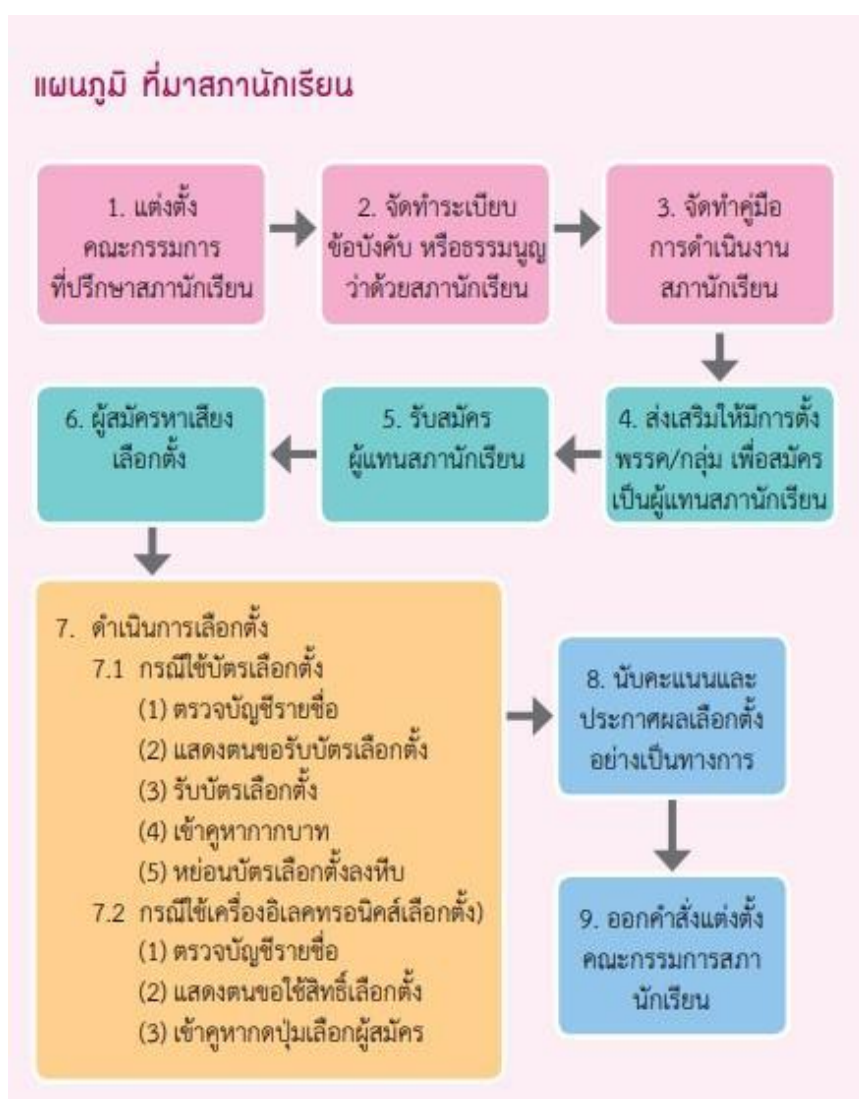 แผนภูมิ ที่มาสภานักเรียน
1. แต่งตั้ง
คณะกรรมการ
ที่ปรึกษาสภานักเรียน
2. จัดทำระเบียบ
ข้อบังคับ หรือธรรมนูญ
ว่าด้วยสภานักเรียน
3. จัดทำคู่มือ
การดำเนินงาน
สภานักเรียน
4. ส่งเสริมให้มีการตั้ง
พรรค/กลุ่ม เพื่อสมัคร
เป็นผู้แทนสภานักเรียน
5. รับสมัคร
ผู้แทนสภานักเรียน
6. ผู้สมัครหาเสียง
เลือกตั้ง
7. ดำเนินการเลือกตั้ง
7.1 กรณีใช้บัตรเลือกตั้ง
(1) ตรวจบัญชีรายชื่อ
(2) แสดงตนขอรับบัตรเลือกตั้ง
(3) รับบัตรเลือกตั้ง
(4) เข้าคูหากากบาท
(5) หย่อนบัตรเลือกตั้งลงหีบ
7.2 กรณีใช้เครื่องอิเลคทรอนิคส์เลือกตั้ง)
(1) ตรวจบัญชีรายชื่อ
(2) แสดงตนขอใช้สิทธิ์เลือกตั้ง
(3) เข้าคูหากดปุ่มเลือกผู้สมัคร
8. นับคะแนนและ
ประกาศผลเลือกตั้ง
อย่างเป็นทางการ
9. ออกคำสั่งแต่งตั้ง
คณะกรรมการสภา
นักเรียน